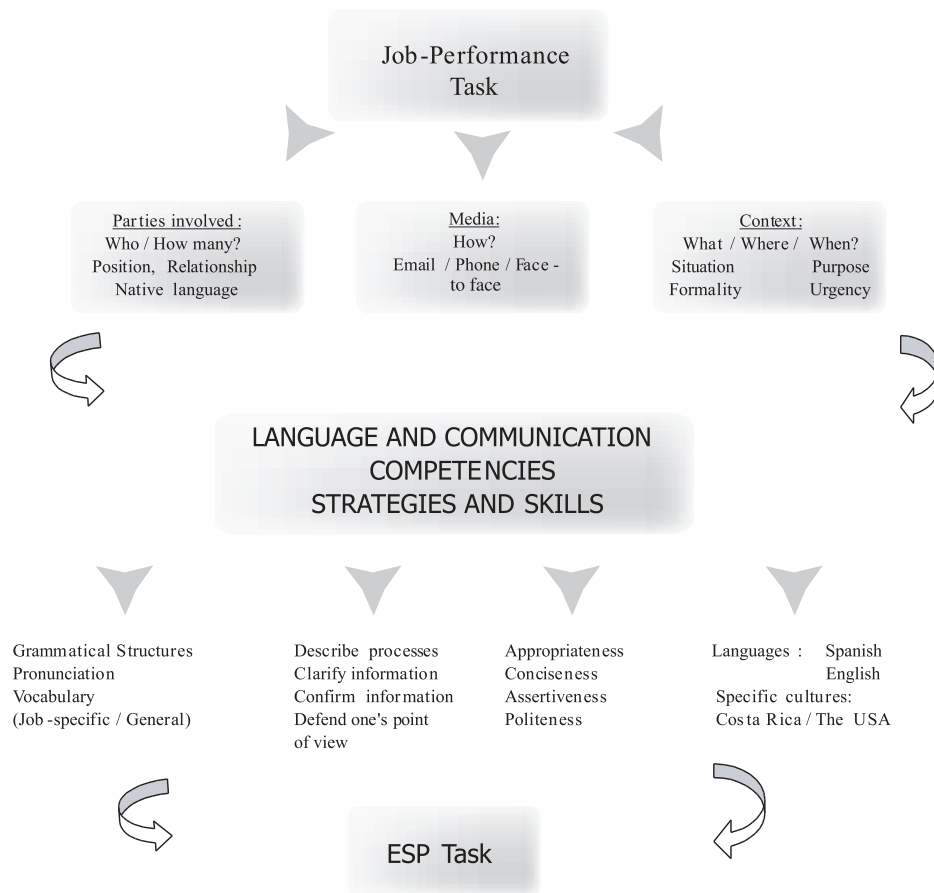 Job-Performance
Task
Parties involved:
Who / How many?
Position, Relationship
Native language
Media:
How?
Email / Phone / Face -
to face
Context:
What / Where / When?
Situation Purpose
Formality Urgency
LANGUAGE AND COMMUNICATION
COMPETENCIES
STRATEGIES AND SKILLS
Grammatical Structures
Pronunciation
Vocabulary
(Job-specific / General)
Describe processes
Clarify information
Confirm information
Defend one's point
of view
Appropriateness
Conciseness
Assertiveness
Politeness
Languages : Spanish
English
Specific cultures:
Costa Rica / The USA
ESP Task